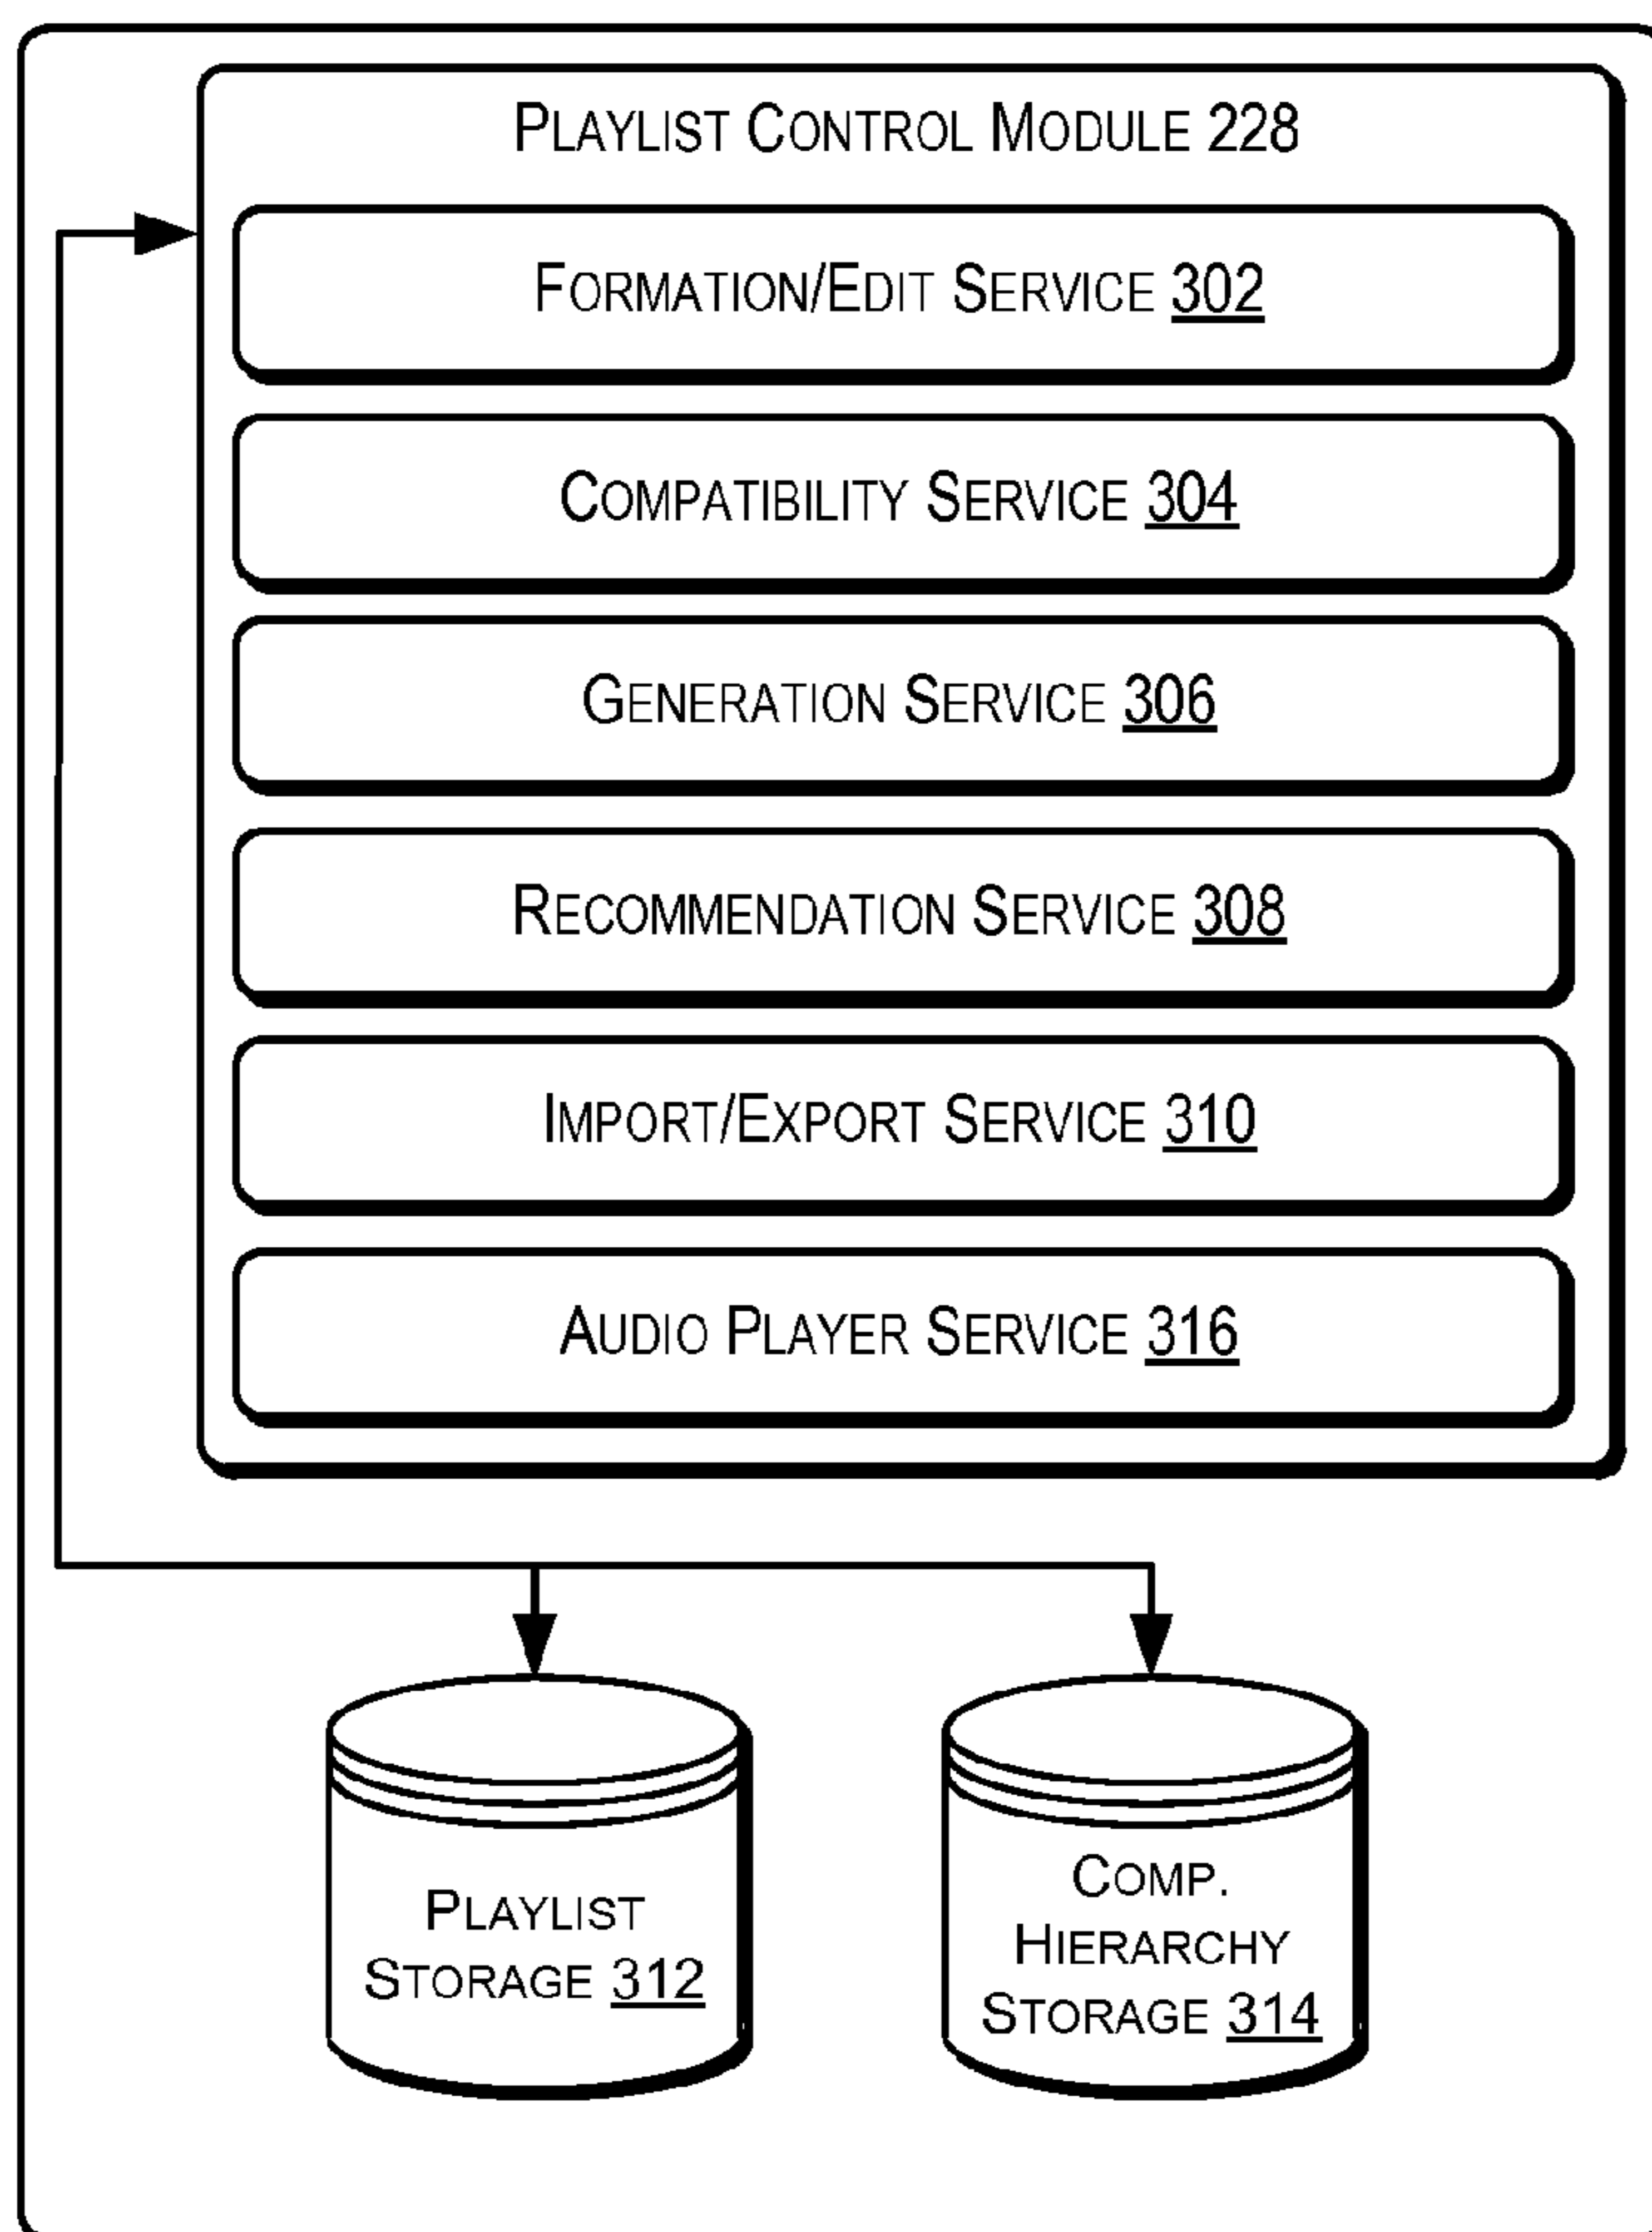 PLAYLIST CONTROL MODULE 228
FORMATION/EDIT SERVICE 302
COMPATIBILITY SERVICE 304
GENERATION SERVICE 306
RECOMMENDATION SERVICE 308
IMPORT/EXPORT SERVICE 310
AUDIO PLAYER SERVICE 316
PLAYLIST
STORAGE 312
COMP.
HIERARCHY
STORAGE 314